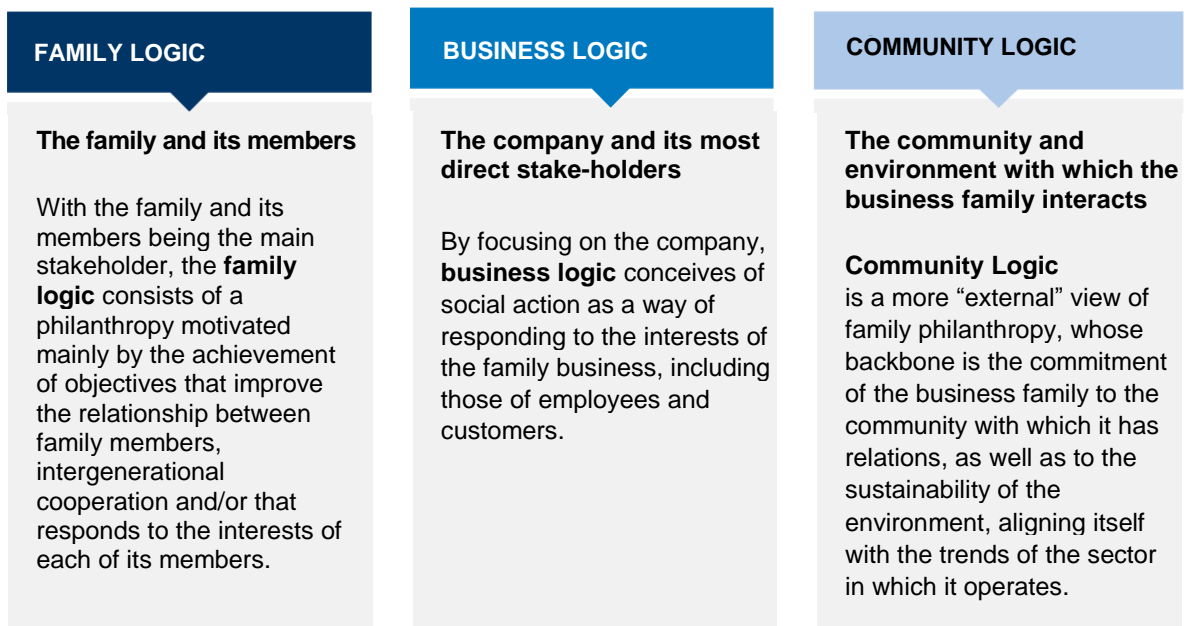 FAMILY LOGIC
The family and its members
With the family and its
members being the main
stakeholder, the family
logic consists of a
philanthropy motivated
mainly by the achievement
of objectives that improve
the relationship between
family members,
intergenerational
cooperation and/or that
responds to the interests of
each of its members.
BUSINESS LOGIC
The company and its most
direct stake-holders
By focusing on the company,
business logic conceives of
social action as a way of
responding to the interests of
the family business, including
those of employees and
customers.
COMMUNITY LOGIC
The community and
environment with which the
business family interacts
Community Logic
is a more “external” view of
family philanthropy, whose
backbone is the commitment
of the business family to the
community with which it has
relations, as well as to the
sustainability of the
environment, aligning itself
with the trends of the sector
in which it operates.